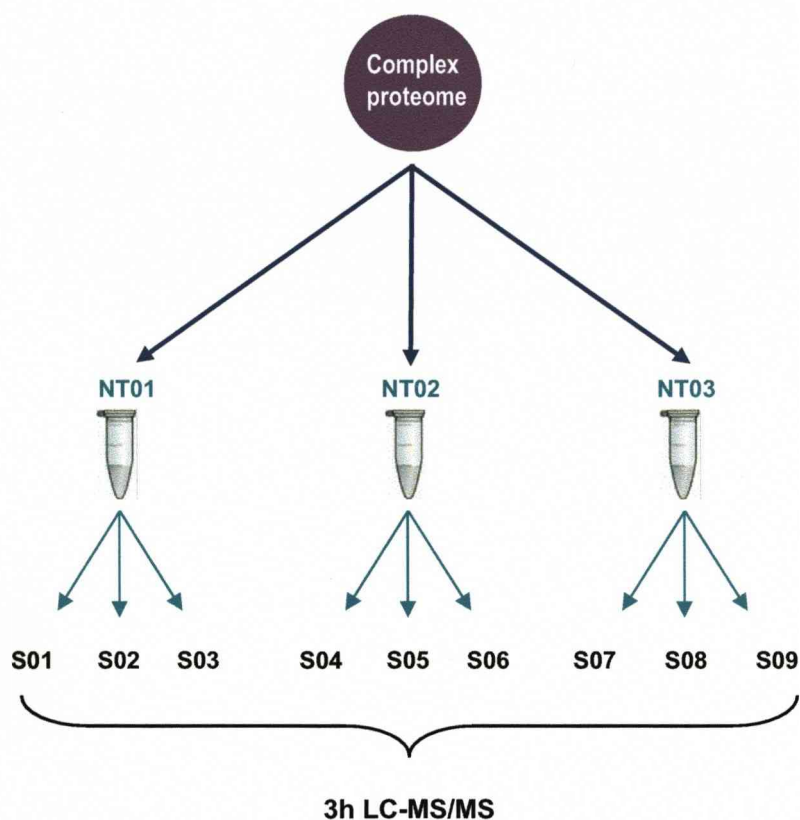 Complex
proteome
NT01
NT02
NT03
S01
S02
S03
S04
S05
S06
S07
S08
S09
3h LC-MS/MS